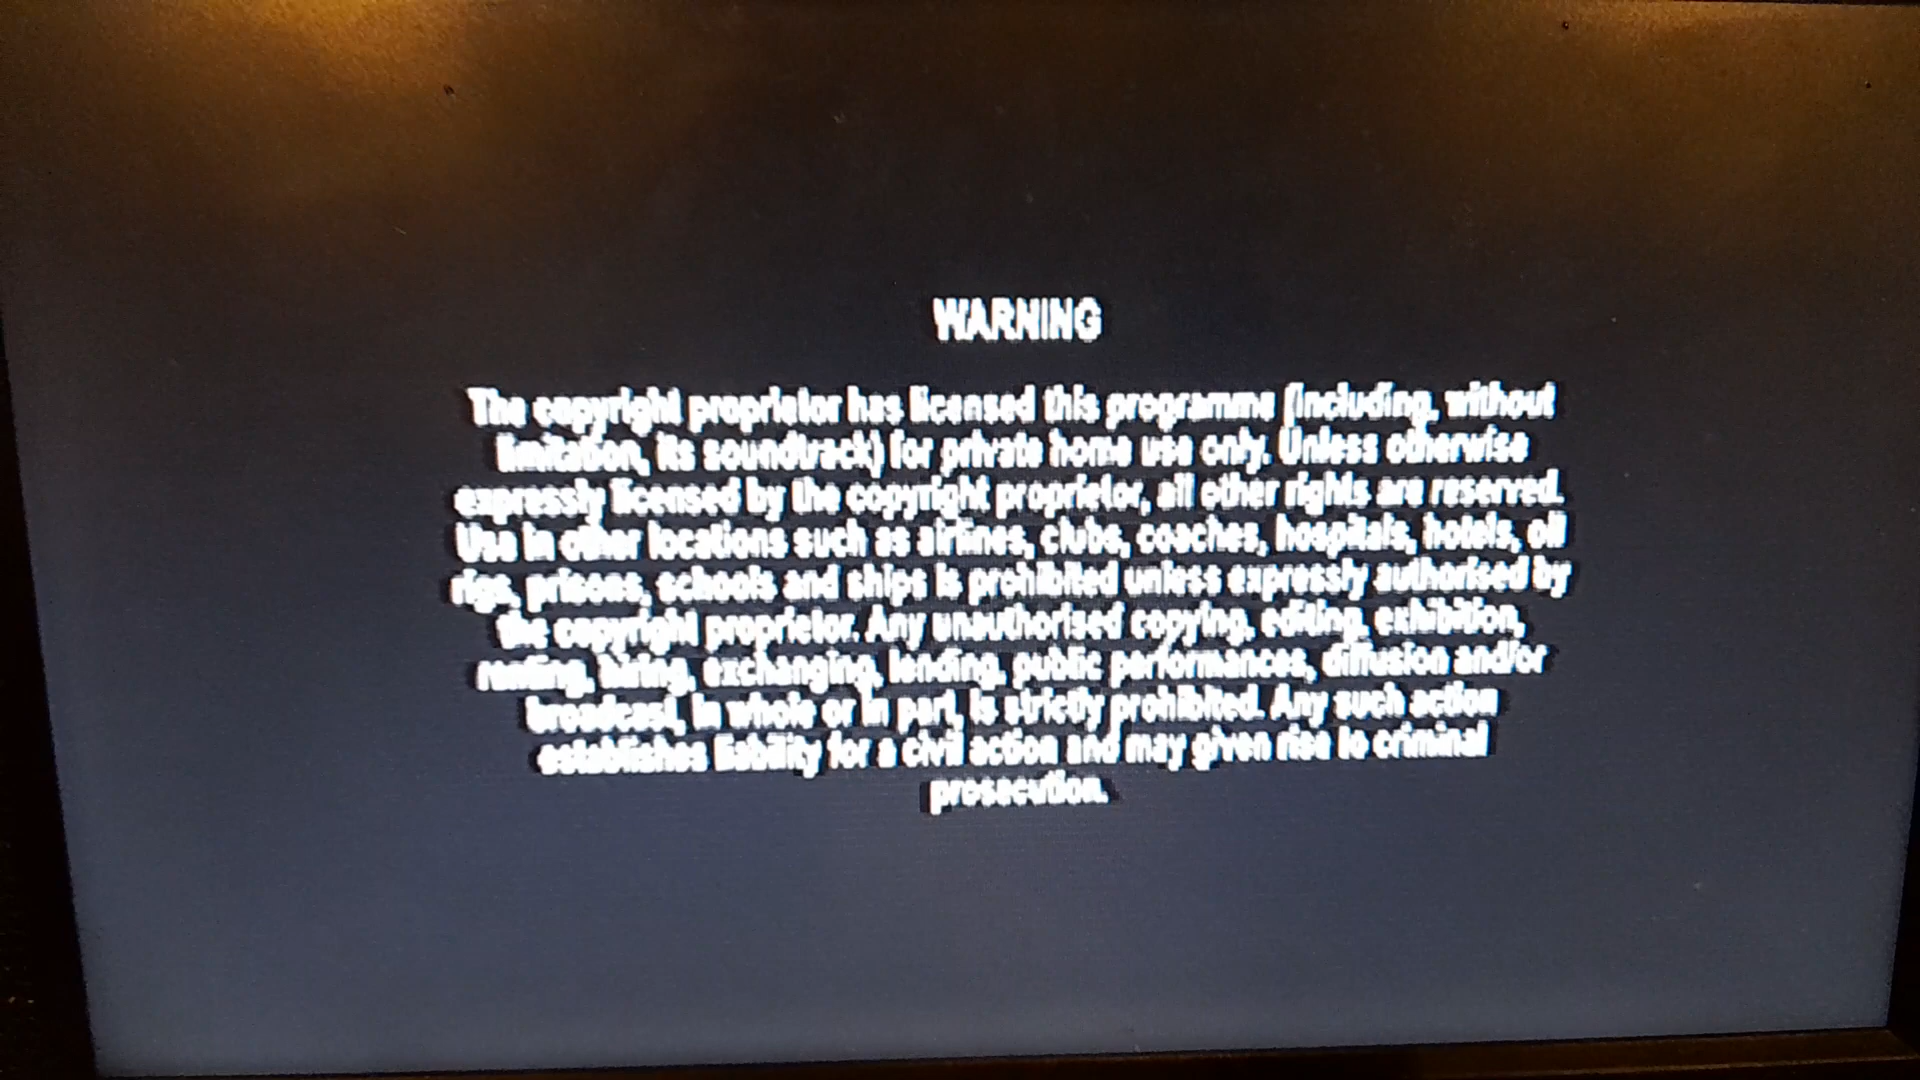 WARNING
The copyright proprietor has licensed this programme (including, without
limitation, its soundtrack) for private home use only. Unless otherwise
expressly licensed by the copyright proprietor, all other rights are reserved.
Use in other locations such as airlines, clubs, coaches, hospitals, hotels, oil
rigs, prisons, schools and ships is prohibited unless expressly authorised by
the copyright proprietor. Any unauthorised copying, editing, exhibition,
renting, hiring, exchanging, lending, public performances, diffusion and/or
broadcast, in whole or in part, is strictly prohibited. Any such action
establishes liability for a civil action and may given rise to criminal
prosecution.